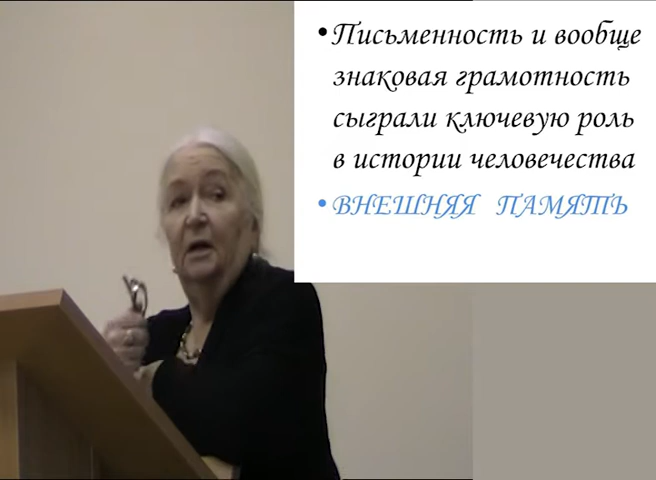 • Письменность и вообще
знаковая грамотность
сыграли ключевую роль
в истории человечества
• ВНЕШНЯЯ ПАМЯТЬ